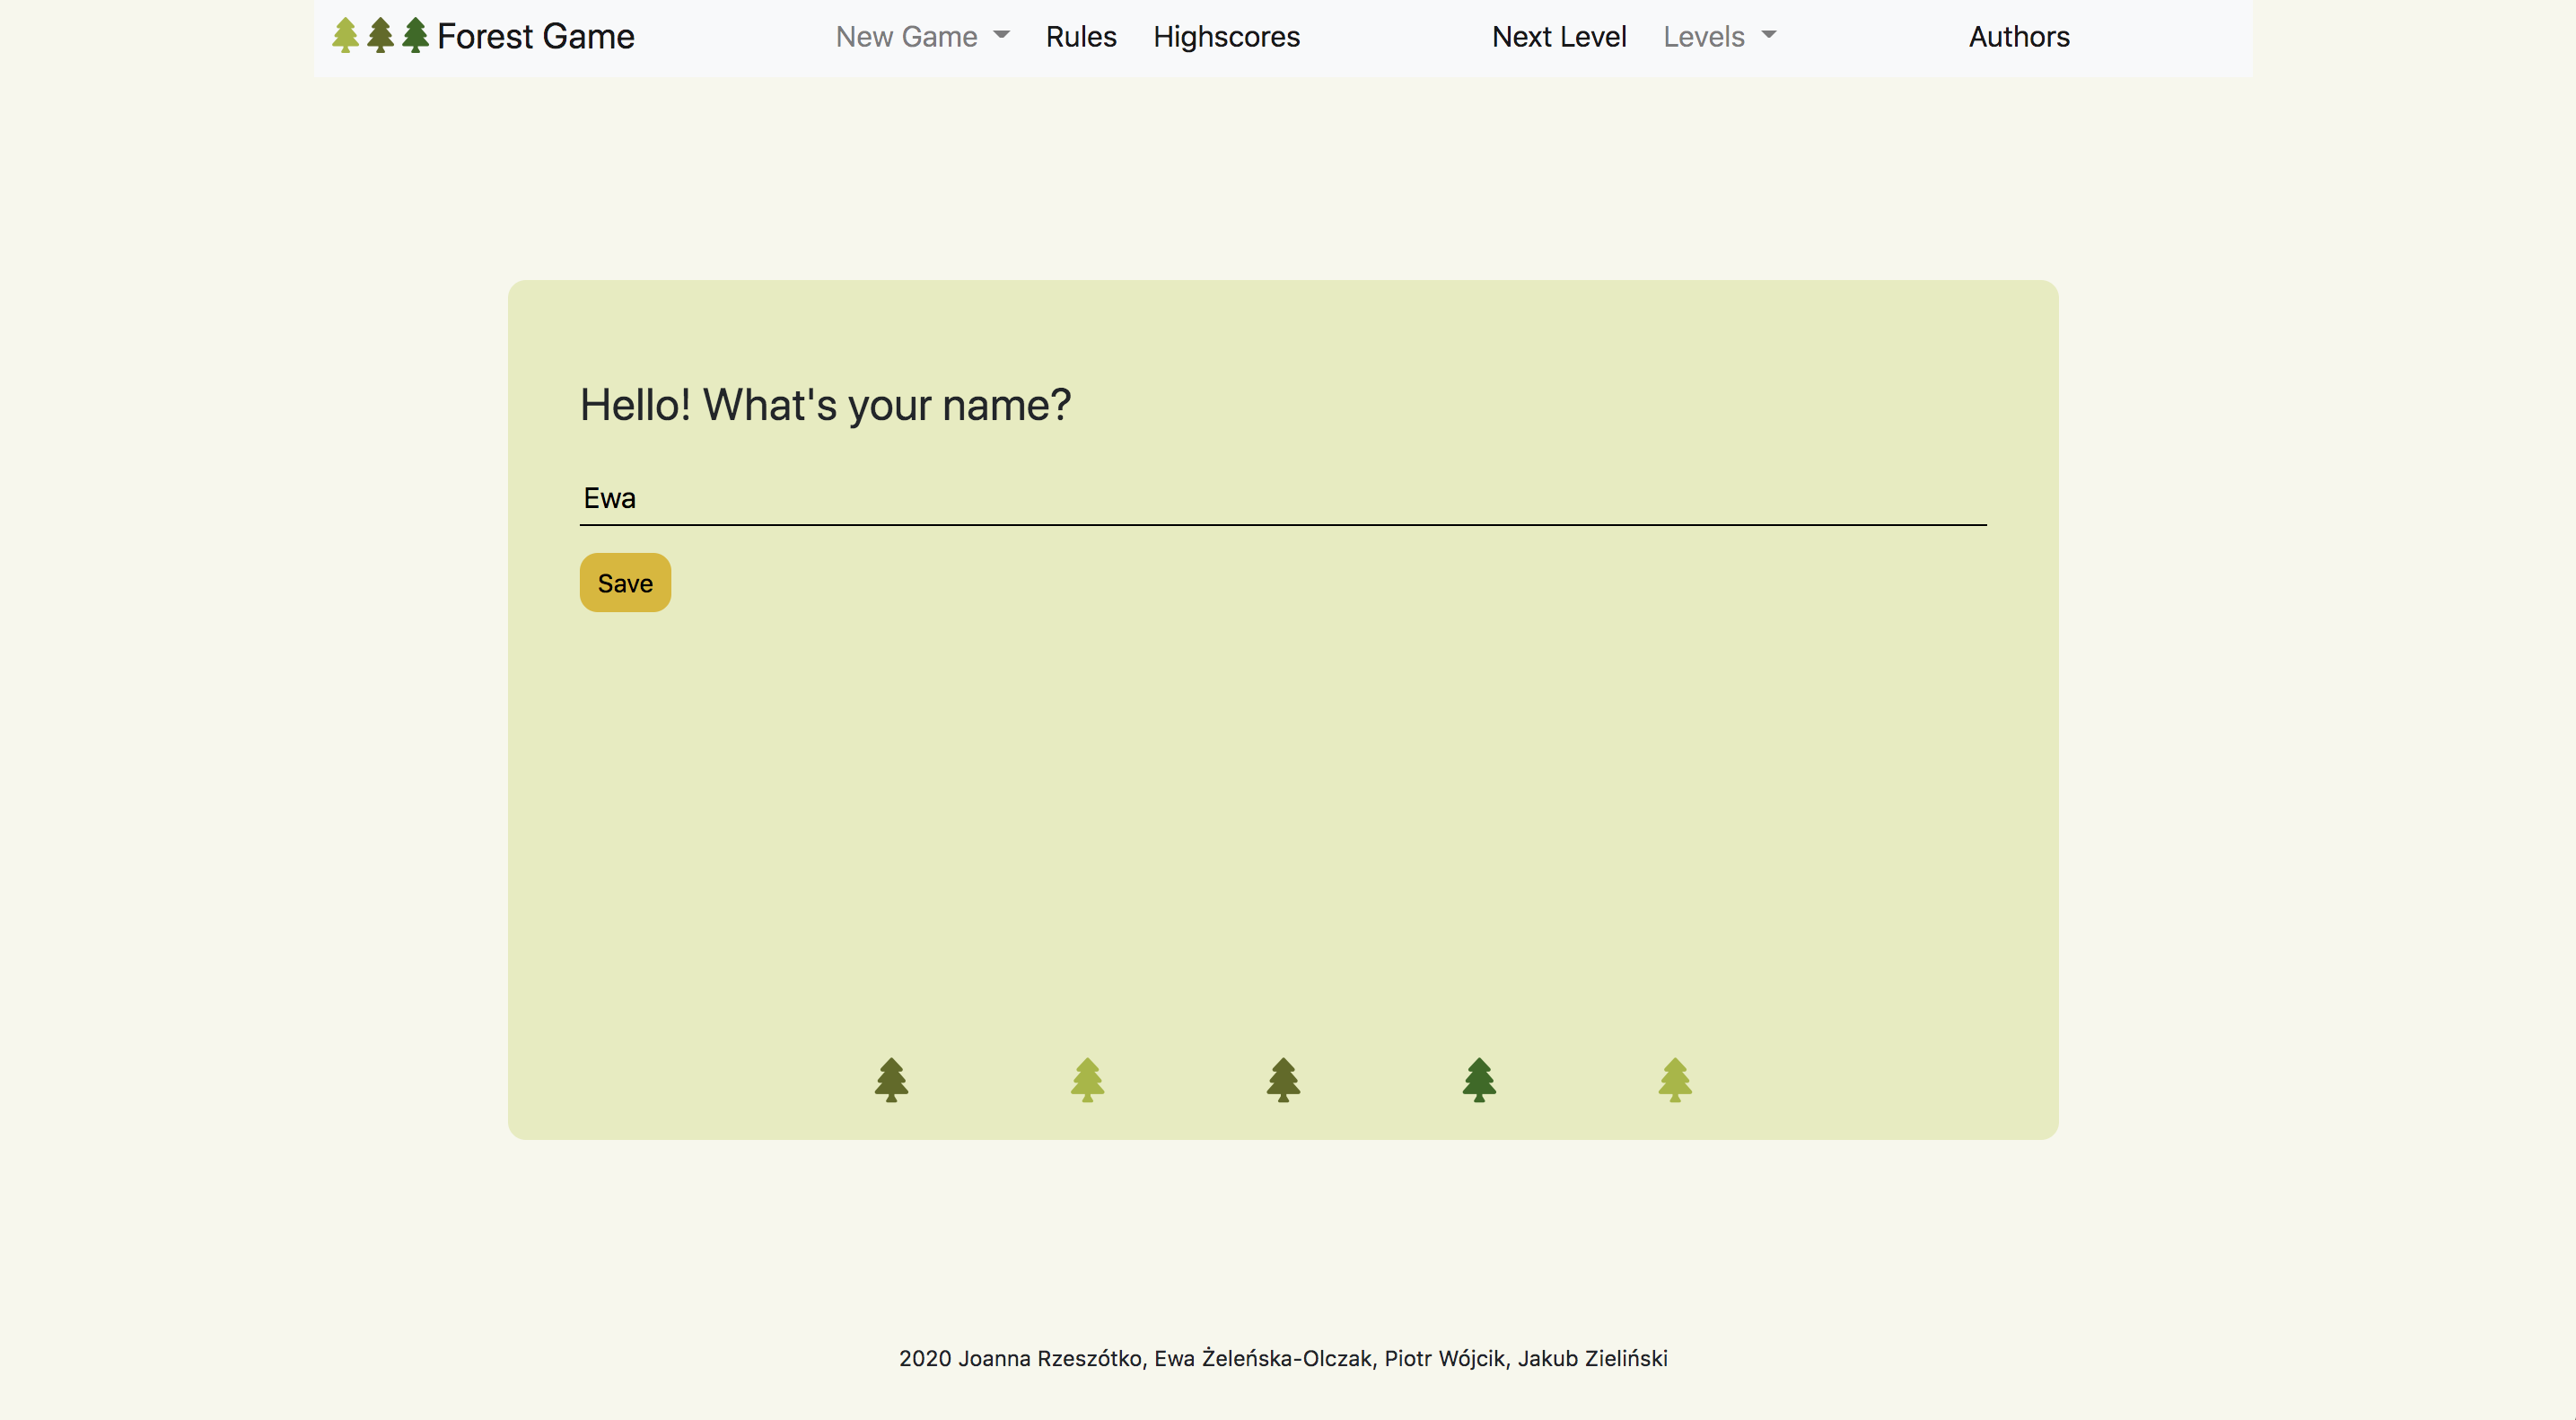 Forest Game New Game Rules Highscores Next Level Levels Authors
Hello! What's your name?
Ewa
Save
2020 Joanna Rzeszótko, Ewa Żeleńska-Olczak, Piotr Wójcik, Jakub Zieliński